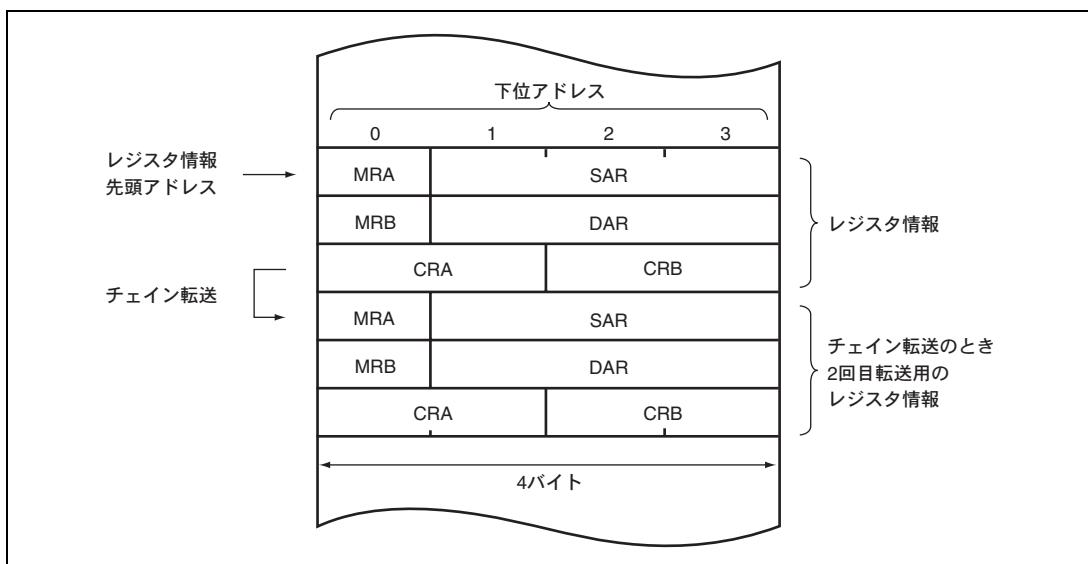 下位アドレス
0 1 2 3
レジスタ情報
先頭アドレス
MRA SAR
MRB DAR
レジスタ情報
CRA CRB
チェイン転送
MRA SAR
MRB DAR
チェイン転送のとき
2回目転送用の
レジスタ情報
CRA CRB
4バイト